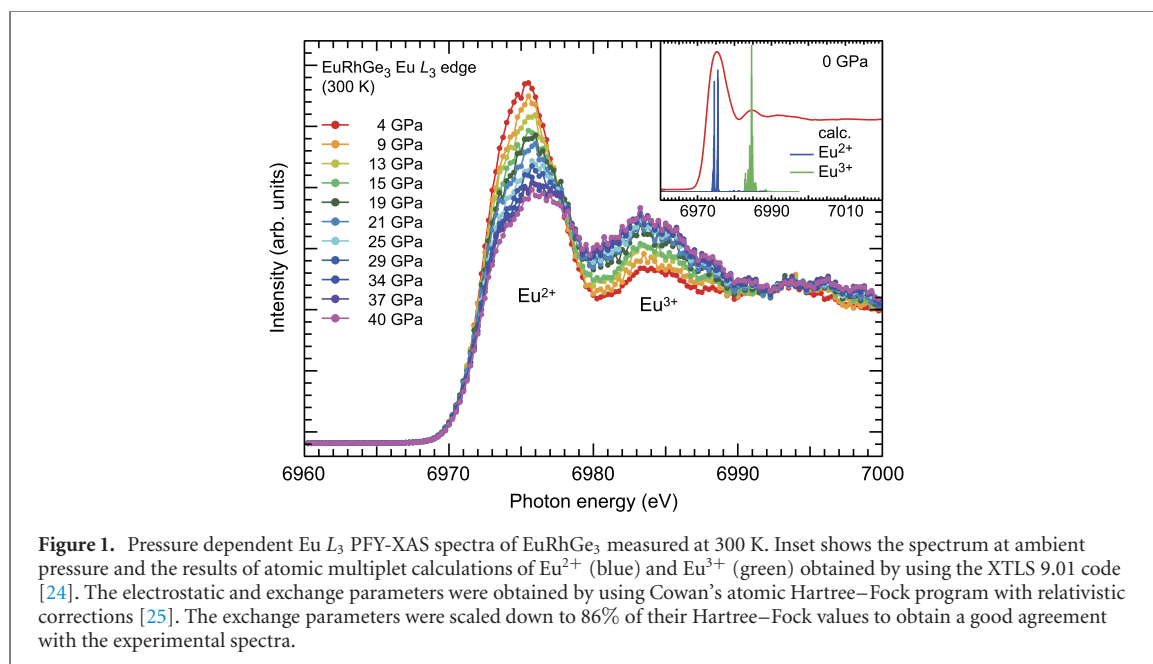 EuRhGe3 Eu L3 edge
(300 K)
4 GPa
9 GPa
13 GPa
15 GPa
19 GPa
21 GPa
25 GPa
29 GPa
34 GPa
37 GPa
40 GPa
Intensity (arb. units)
Eu2+
Eu3+
0 GPa
calc.
Eu2+
Eu3+
6970 6990 7010
6960 6970 6980 6990 7000
Photon energy (eV)
Figure 1. Pressure dependent Eu L3 PFY-XAS spectra of EuRhGe3 measured at 300 K. Inset shows the spectrum at ambient
pressure and the results of atomic multiplet calculations of Eu2+ (blue) and Eu3+ (green) obtained by using the XTLS 9.01 code
[24]. The electrostatic and exchange parameters were obtained by using Cowan's atomic Hartree–Fock program with relativistic
corrections [25]. The exchange parameters were scaled down to 86% of their Hartree–Fock values to obtain a good agreement
with the experimental spectra.